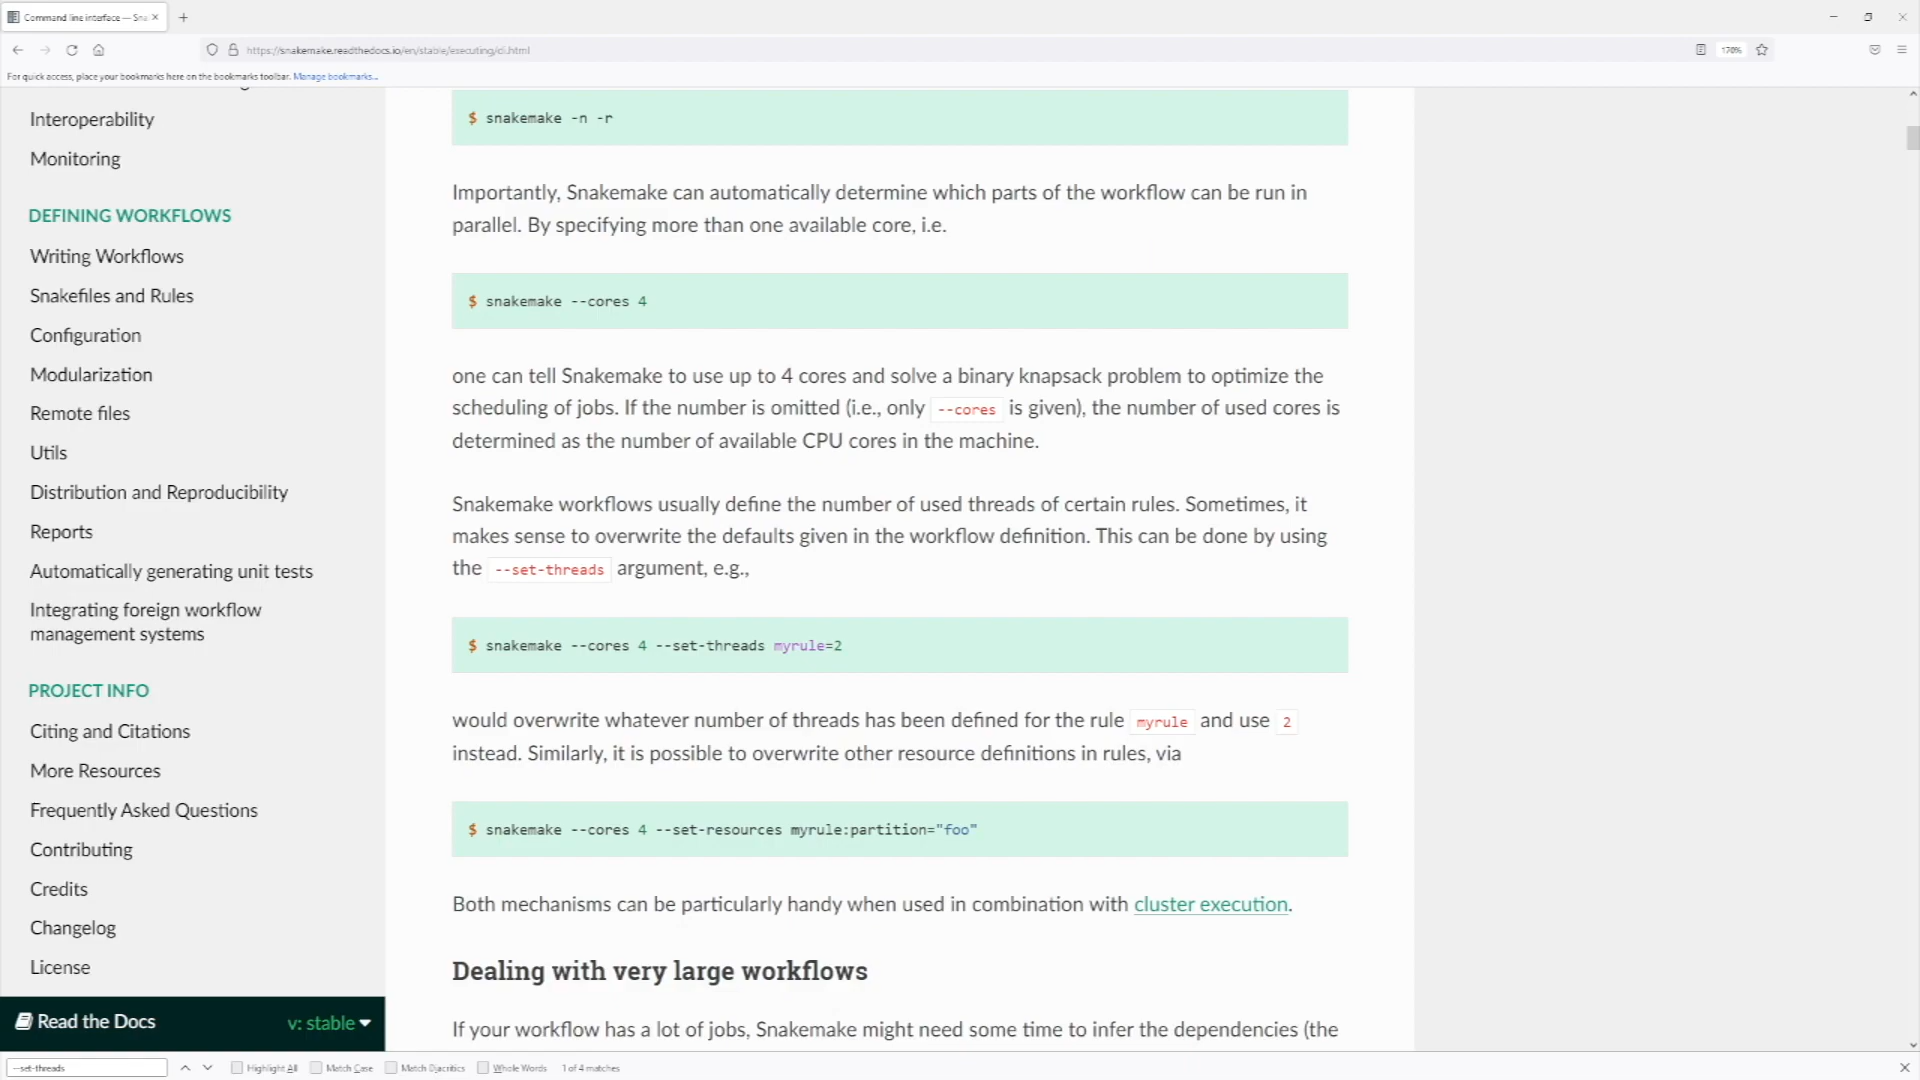 Command line interface — Sna
https://snakemake.readthedocs.io/en/stable/executing/cli.html
170%
For quick access, place your bookmarks here on the bookmarks toolbar. Manage bookmarks...
Interoperability
Monitoring
DEFINING WORKFLOWS
Writing Workflows
Snakefiles and Rules
Configuration
Modularization
Remote files
Utils
Distribution and Reproducibility
Reports
Automatically generating unit tests
Integrating foreign workflow
management systems
PROJECT INFO
Citing and Citations
More Resources
Frequently Asked Questions
Contributing
Credits
Changelog
License
Read the Docs
v: stable
$ snakemake -n -r
Importantly, Snakemake can automatically determine which parts of the workflow can be run in
parallel. By specifying more than one available core, i.e.
$ snakemake --cores 4
one can tell Snakemake to use up to 4 cores and solve a binary knapsack problem to optimize the
scheduling of jobs. If the number is omitted (i.e., only --cores is given), the number of used cores is
determined as the number of available CPU cores in the machine.
Snakemake workflows usually define the number of used threads of certain rules. Sometimes, it
makes sense to overwrite the defaults given in the workflow definition. This can be done by using
the --set-threads argument, e.g.,
$ snakemake --cores 4 --set-threads myrule=2
would overwrite whatever number of threads has been defined for the rule myrule and use 2
instead. Similarly, it is possible to overwrite other resource definitions in rules, via
$ snakemake --cores 4 --set-resources myrule:partition="foo"
Both mechanisms can be particularly handy when used in combination with cluster execution.
Dealing with very large workflows
If your workflow has a lot of jobs, Snakemake might need some time to infer the dependencies (the
--set-threads
Highlight All
Match Case
Match Diacritics
Whole Words
1 of 4 matches